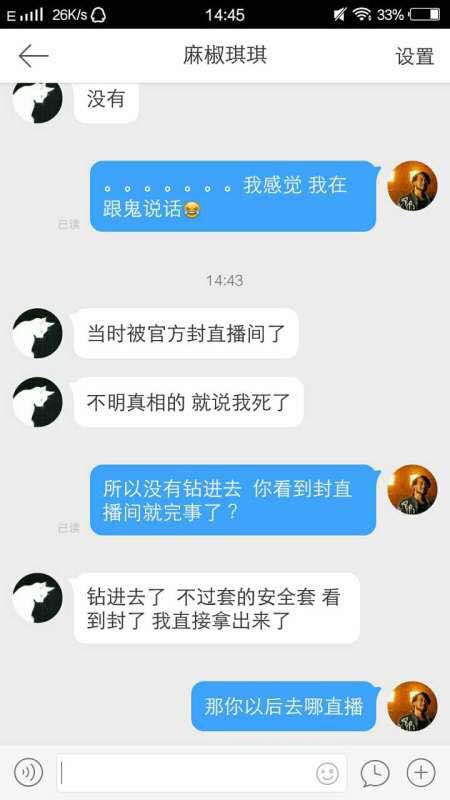 E 26K/s 14:45 33%
麻椒琪琪 设置
没有
。。。。。。。我感觉 我在
跟鬼说话😂
已读
14:43
当时被官方封直播间了
不明真相的 就说我死了
所以没有钻进去 你看到封直
播间就完事了？
已读
钻进去了 不过套的安全套 看
到封了 我直接拿出来了
那你以后去哪直播